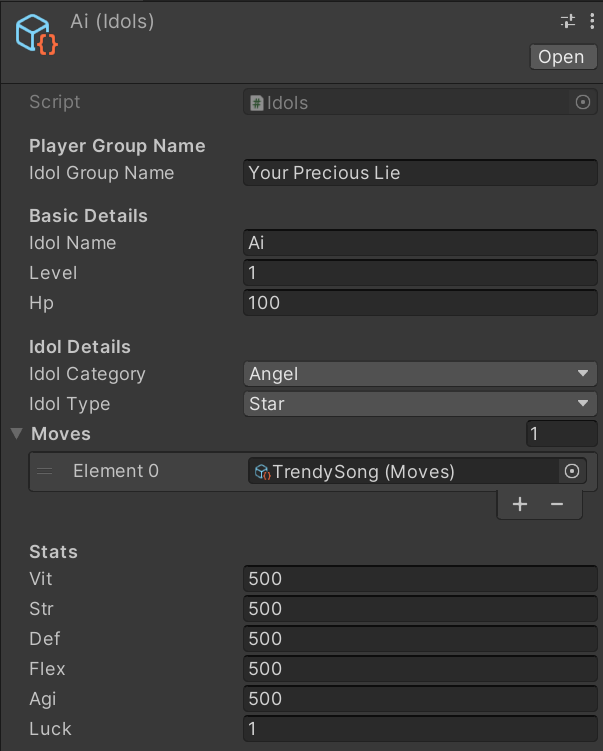 Ai (Idols)
Open
Script #Idols
Player Group Name
Idol Group Name Your Precious Lie
Basic Details
Idol Name Ai
Level 1
Hp 100
Idol Details
Idol Category Angel
Idol Type Star
Moves 1
Element 0 TrendySong (Moves)
+ −
Stats
Vit 500
Str 500
Def 500
Flex 500
Agi 500
Luck 1